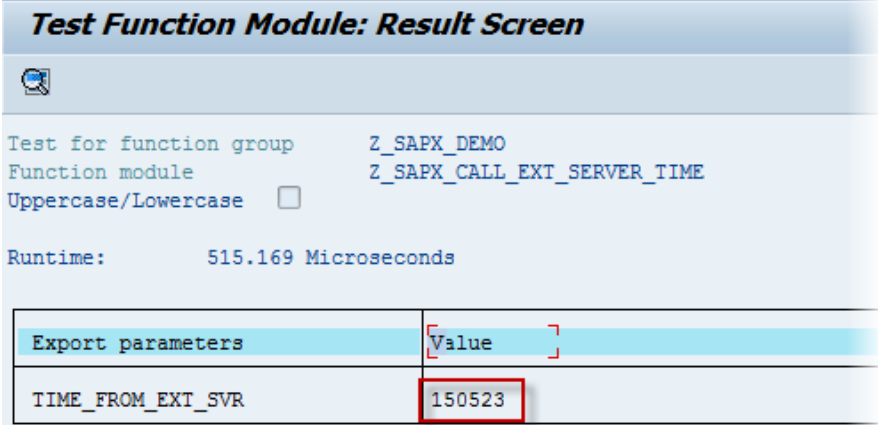 Test Function Module: Result Screen
Test for function group Z_SAPX_DEMO
Function module Z_SAPX_CALL_EXT_SERVER_TIME
Uppercase/Lowercase
Runtime: 515.169 Microseconds
Export parameters Value
TIME_FROM_EXT_SVR 150523